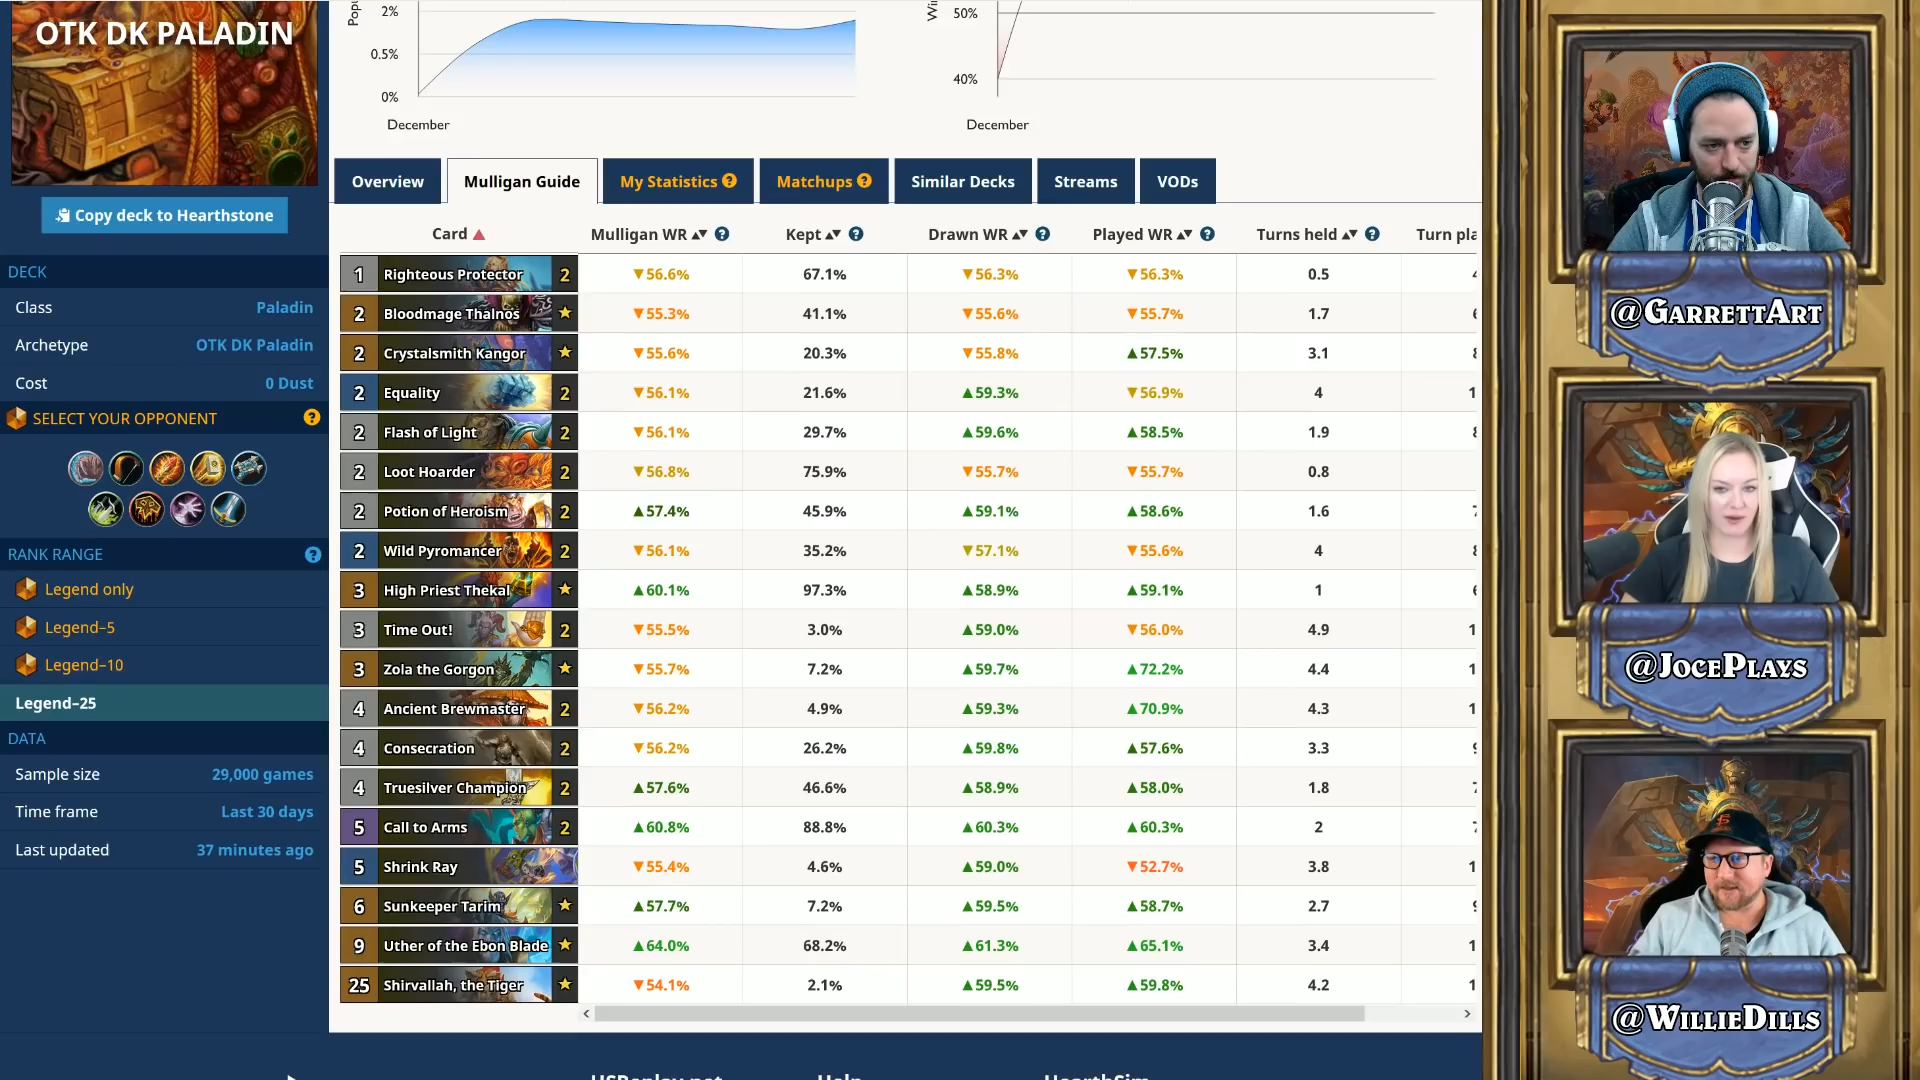 OTK DK PALADIN
Copy deck to Hearthstone
DECK
Class Paladin
Archetype OTK DK Paladin
Cost 0 Dust
SELECT YOUR OPPONENT ?
RANK RANGE ?
Legend only
Legend–5
Legend–10
Legend–25
DATA
Sample size 29,000 games
Time frame Last 30 days
Last updated 37 minutes ago
2%
0.5%
0%
December
50%
40%
December
Overview Mulligan Guide My Statistics ? Matchups ? Similar Decks Streams VODs
Card ▲ Mulligan WR ▲▼ ? Kept ▲▼ ? Drawn WR ▲▼ ? Played WR ▲▼ ? Turns held ▲▼ ? Turn
1 Righteous Protector 2 ▼56.6% 67.1% ▼56.3% ▼56.3% 0.5
2 Bloodmage Thalnos ★ ▼55.3% 41.1% ▼55.6% ▼55.7% 1.7
2 Crystalsmith Kangor ★ ▼55.6% 20.3% ▼55.8% ▲57.5% 3.1
2 Equality 2 ▼56.1% 21.6% ▲59.3% ▼56.9% 4
2 Flash of Light 2 ▼56.1% 29.7% ▲59.6% ▲58.5% 1.9
2 Loot Hoarder 2 ▼56.8% 75.9% ▼55.7% ▼55.7% 0.8
2 Potion of Heroism 2 ▲57.4% 45.9% ▲59.1% ▲58.6% 1.6
2 Wild Pyromancer 2 ▼56.1% 35.2% ▼57.1% ▼55.6% 4
3 High Priest Thekal ★ ▲60.1% 97.3% ▲58.9% ▲59.1% 1
3 Time Out! 2 ▼55.5% 3.0% ▲59.0% ▼56.0% 4.9
3 Zola the Gorgon ★ ▼55.7% 7.2% ▲59.7% ▲72.2% 4.4
4 Ancient Brewmaster 2 ▼56.2% 4.9% ▲59.3% ▲70.9% 4.3
4 Consecration 2 ▼56.2% 26.2% ▲59.8% ▲57.6% 3.3
4 Truesilver Champion 2 ▲57.6% 46.6% ▲58.9% ▲58.0% 1.8
5 Call to Arms 2 ▲60.8% 88.8% ▲60.3% ▲60.3% 2
5 Shrink Ray ▼55.4% 4.6% ▲59.0% ▼52.7% 3.8
6 Sunkeeper Tarim ★ ▲57.7% 7.2% ▲59.5% ▲58.7% 2.7
9 Uther of the Ebon Blade ★ ▲64.0% 68.2% ▲61.3% ▲65.1% 3.4
25 Shirvallah, the Tiger ★ ▼54.1% 2.1% ▲59.5% ▲59.8% 4.2
HSReplay.net Help HearthSim
@GarrettArt
@JocePlays
@WillieDills